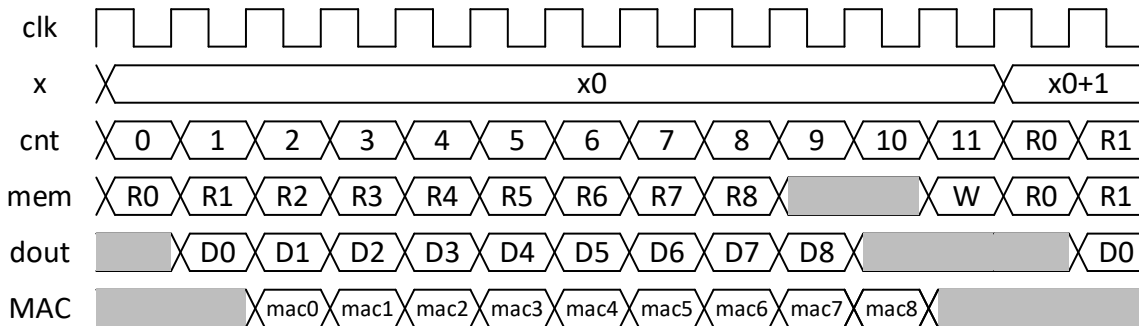 clk
x x0 x0+1
cnt 0 1 2 3 4 5 6 7 8 9 10 11 R0 R1
mem R0 R1 R2 R3 R4 R5 R6 R7 R8 W R0 R1
dout D0 D1 D2 D3 D4 D5 D6 D7 D8 D0
MAC mac0 mac1 mac2 mac3 mac4 mac5 mac6 mac7 mac8